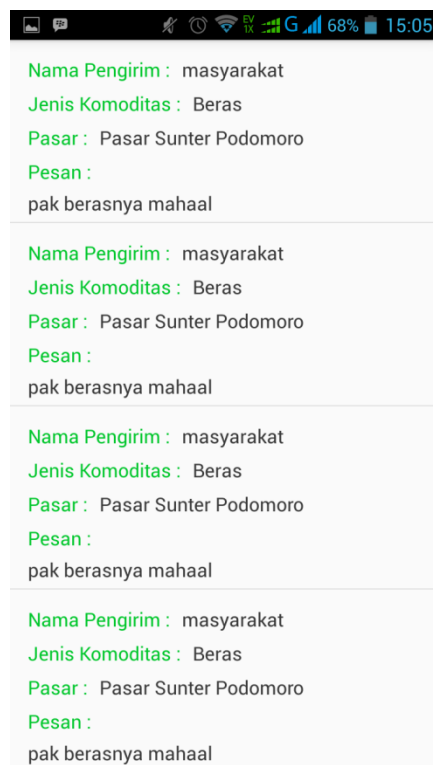 EV
1X
G
68%
15:05
Nama Pengirim : masyarakat
Jenis Komoditas : Beras
Pasar : Pasar Sunter Podomoro
Pesan :
pak berasnya mahaal
Nama Pengirim : masyarakat
Jenis Komoditas : Beras
Pasar : Pasar Sunter Podomoro
Pesan :
pak berasnya mahaal
Nama Pengirim : masyarakat
Jenis Komoditas : Beras
Pasar : Pasar Sunter Podomoro
Pesan :
pak berasnya mahaal
Nama Pengirim : masyarakat
Jenis Komoditas : Beras
Pasar : Pasar Sunter Podomoro
Pesan :
pak berasnya mahaal